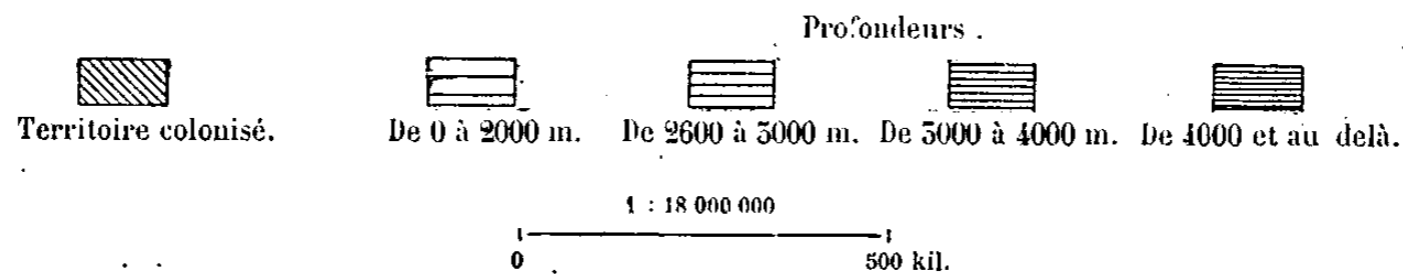 Profondeurs.
Territoire colonisé. De 0 à 2000 m. De 2600 à 3000 m. De 3000 à 4000 m. De 4000 et au delà.
1 : 18 000 000
0 500 kil.